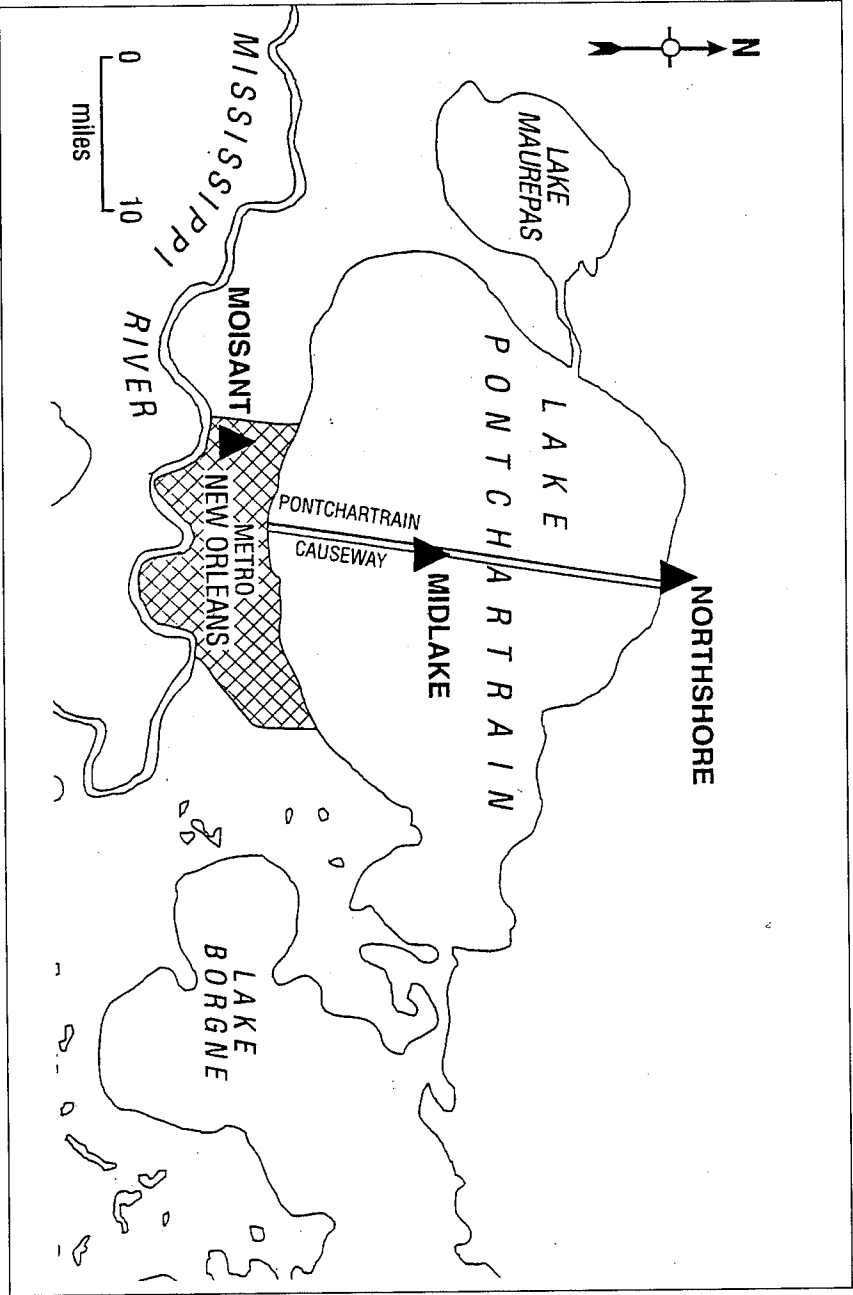 N
LAKE
MAUREPAS
NORTHSHORE
LAKE
PONTCHARTRAIN
MIDLAKE
PONTCHARTRAIN
CAUSEWAY
MOISANT
METRO
NEW ORLEANS
MISSISSIPPI
RIVER
LAKE
BORGNE
0 10
miles